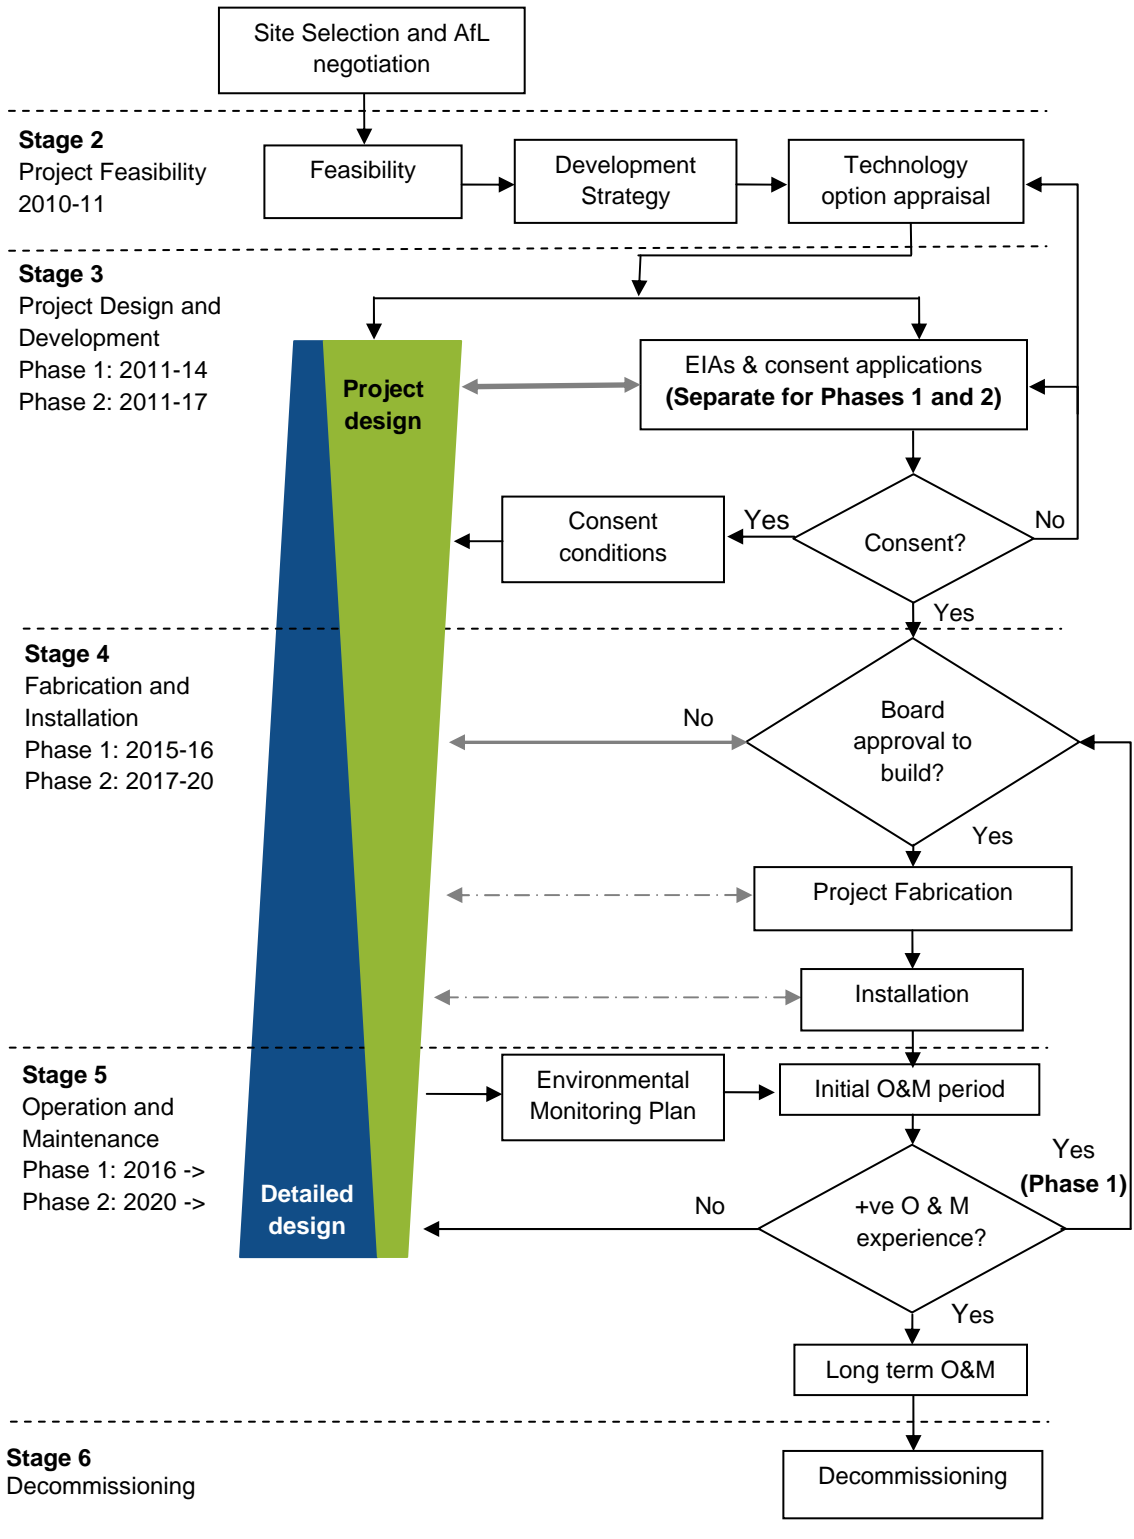 Site Selection and AfL
negotiation
Stage 2
Project Feasibility
2010-11
Feasibility
Development
Strategy
Technology
option appraisal
Stage 3
Project Design and
Development
Phase 1: 2011-14
Phase 2: 2011-17
Project
design
EIAs & consent applications
(Separate for Phases 1 and 2)
Consent
conditions
Yes
Consent?
No
Yes
Stage 4
Fabrication and
Installation
Phase 1: 2015-16
Phase 2: 2017-20
No
Board
approval to
build?
Yes
Project Fabrication
Installation
Stage 5
Operation and
Maintenance
Phase 1: 2016 ->
Phase 2: 2020 ->
Detailed
design
Environmental
Monitoring Plan
Initial O&M period
Yes
(Phase 1)
No
+ve O & M
experience?
Yes
Long term O&M
Stage 6
Decommissioning
Decommissioning